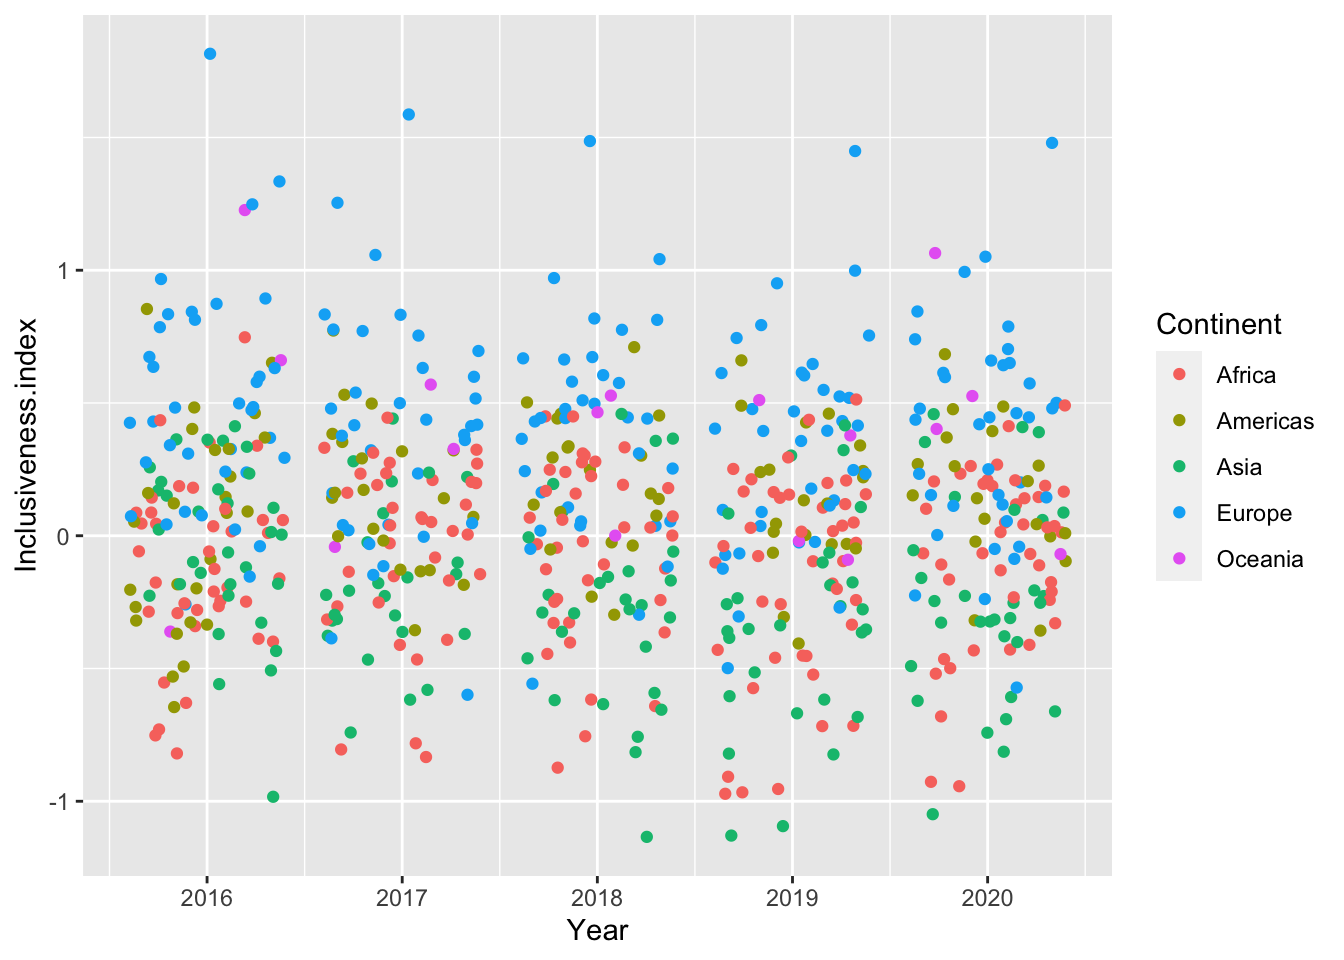 1
0
-1
Inclusiveness.index
2016 2017 2018 2019 2020
Year
Continent
Africa
Americas
Asia
Europe
Oceania